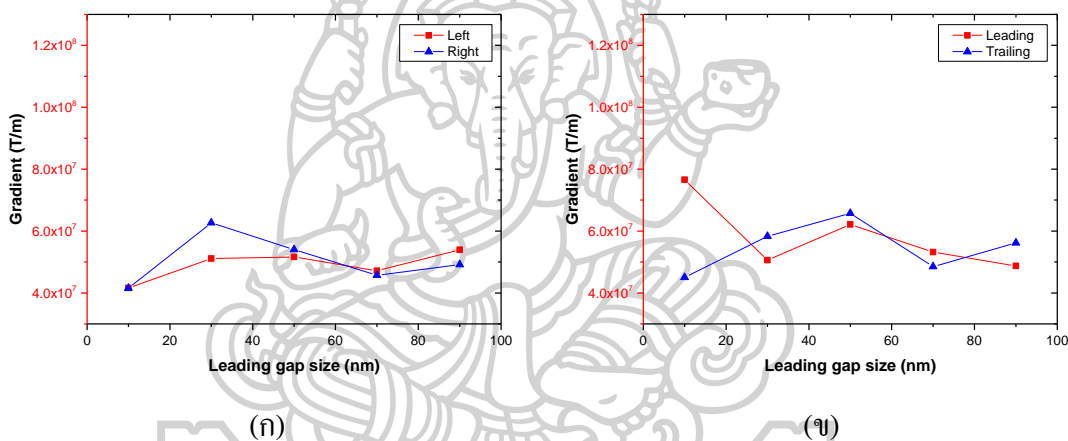 Left
Right
1.2x10⁸
1.0x10⁸
8.0x10⁷
6.0x10⁷
4.0x10⁷
Gradient (T/m)
0 20 40 60 80 100
Leading gap size (nm)
(ก)
Leading
Trailing
1.2x10⁸
1.0x10⁸
8.0x10⁷
6.0x10⁷
4.0x10⁷
Gradient (T/m)
0 20 40 60 80 100
Leading gap size (nm)
(ข)